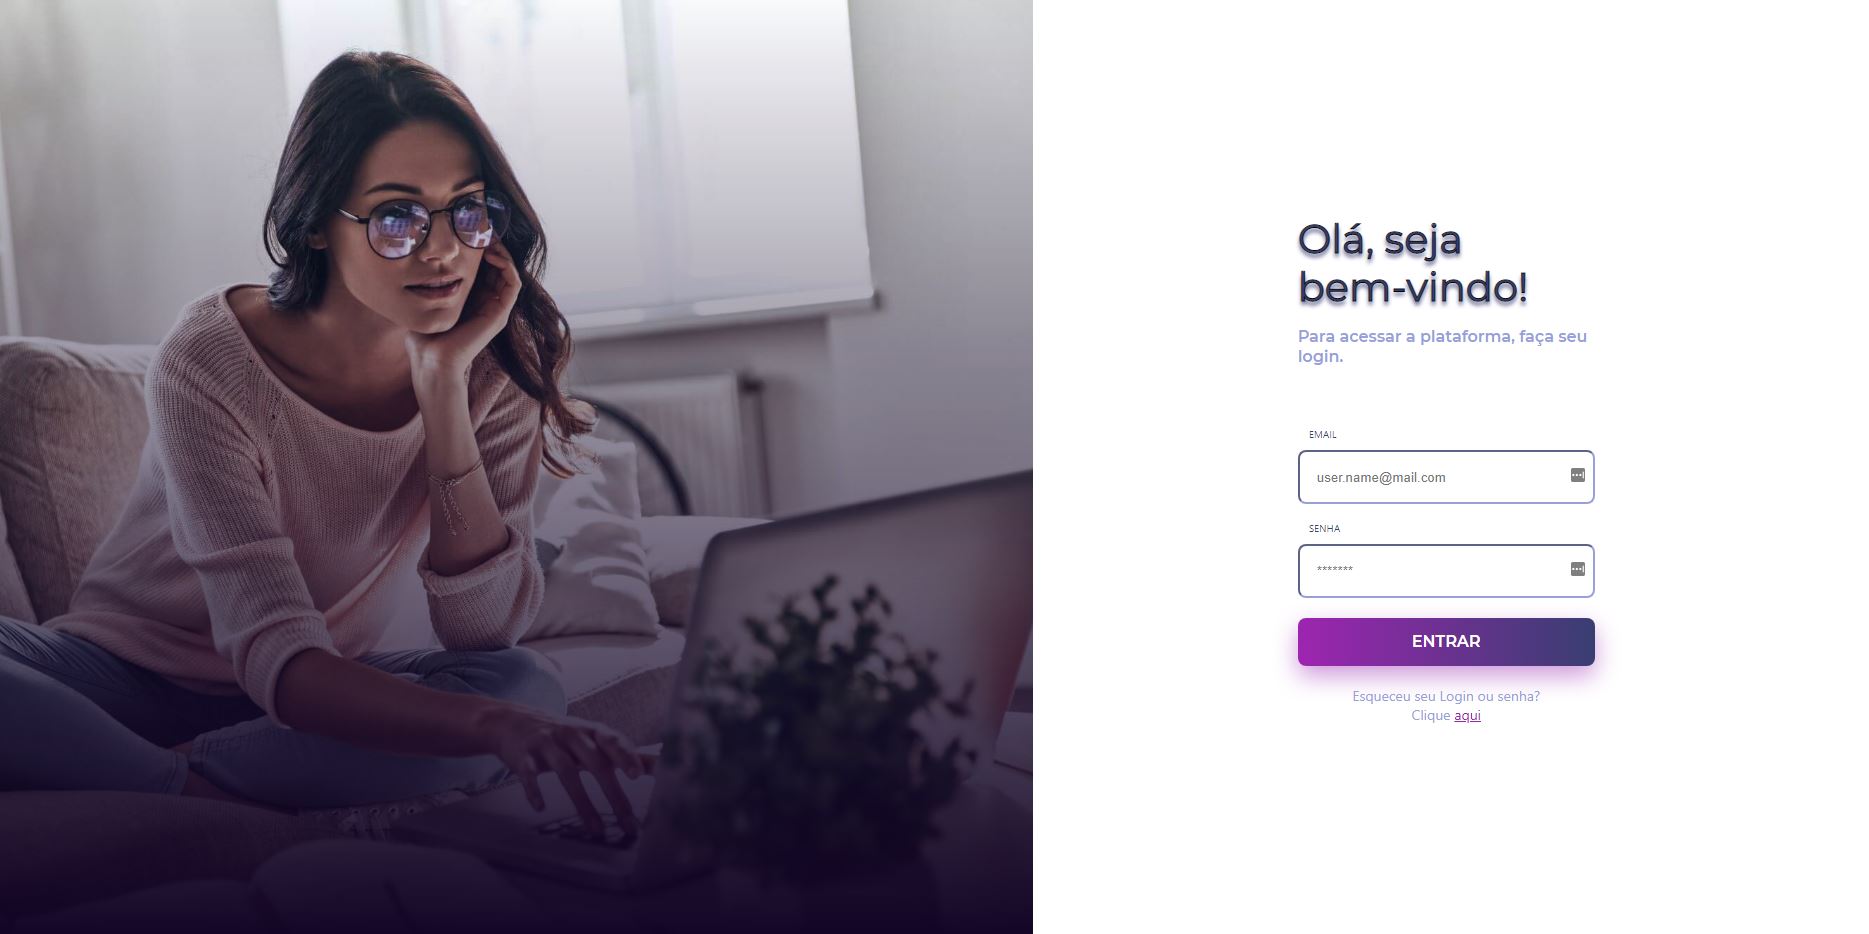 Olá, seja
bem-vindo!
Para acessar a plataforma, faça seu
login.
EMAIL
user.name@mail.com
SENHA
*******
ENTRAR
Esqueceu seu Login ou senha?
Clique aqui